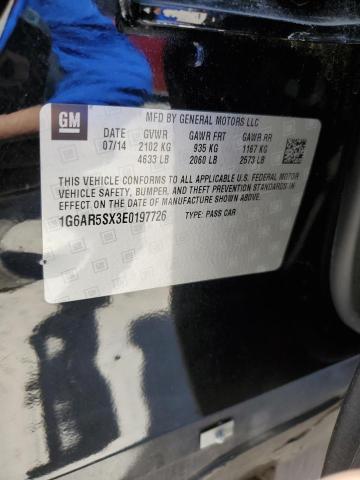 GM
MFD BY GENERAL MOTORS LLC
DATE GVWR GAWR FRT GAWR RR
07/14 2102 KG 935 KG 1167 KG
4633 LB 2060 LB 2573 LB
THIS VEHICLE CONFORMS TO ALL APPLICABLE U.S. FEDERAL MOTOR
VEHICLE SAFETY, BUMPER, AND THEFT PREVENTION STANDARDS IN
EFFECT ON THE DATE OF MANUFACTURE SHOWN ABOVE.
1G6AR5SX3E0197726 TYPE: PASS CAR